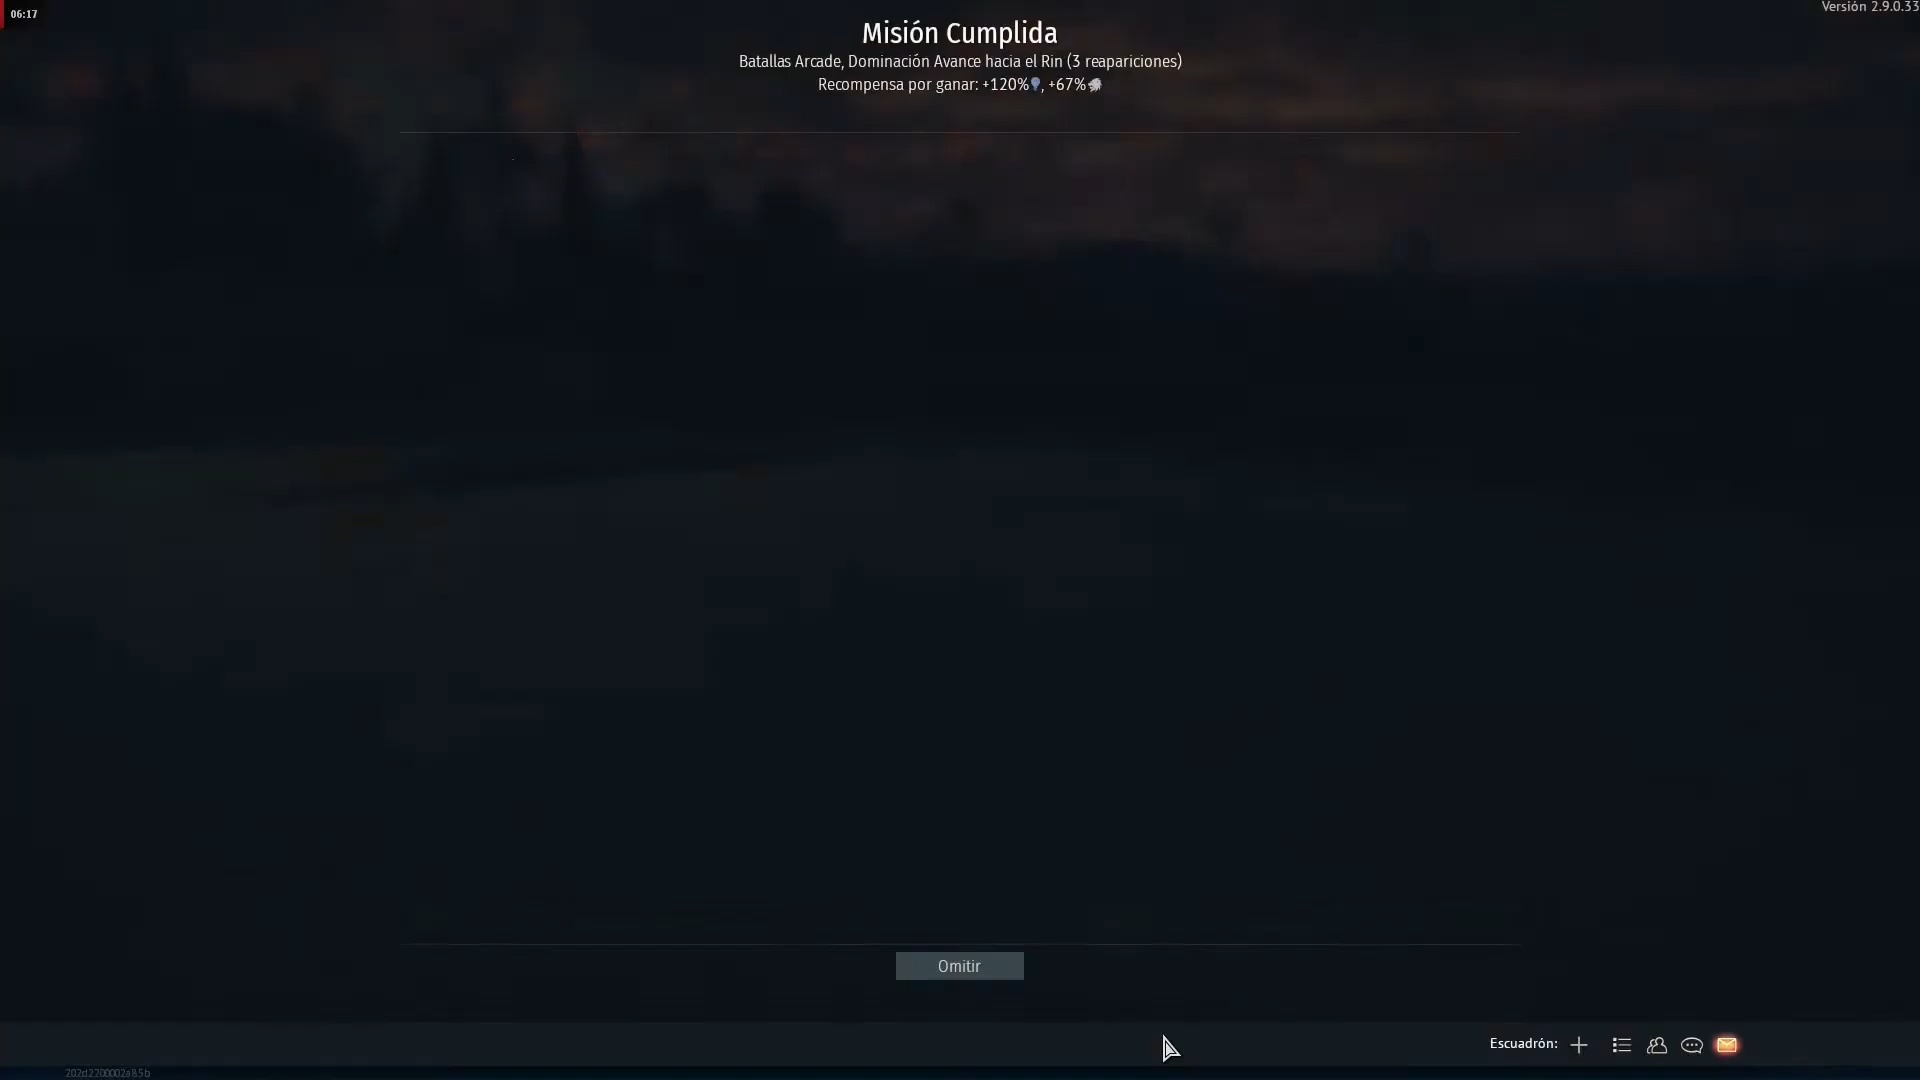 06:17
Versión 2.9.0.33
Misión Cumplida
Batallas Arcade, Dominación Avance hacia el Rin (3 reapariciones)
Recompensa por ganar: +120%, +67%
Omitir
Escuadrón:
202d2200002a85b